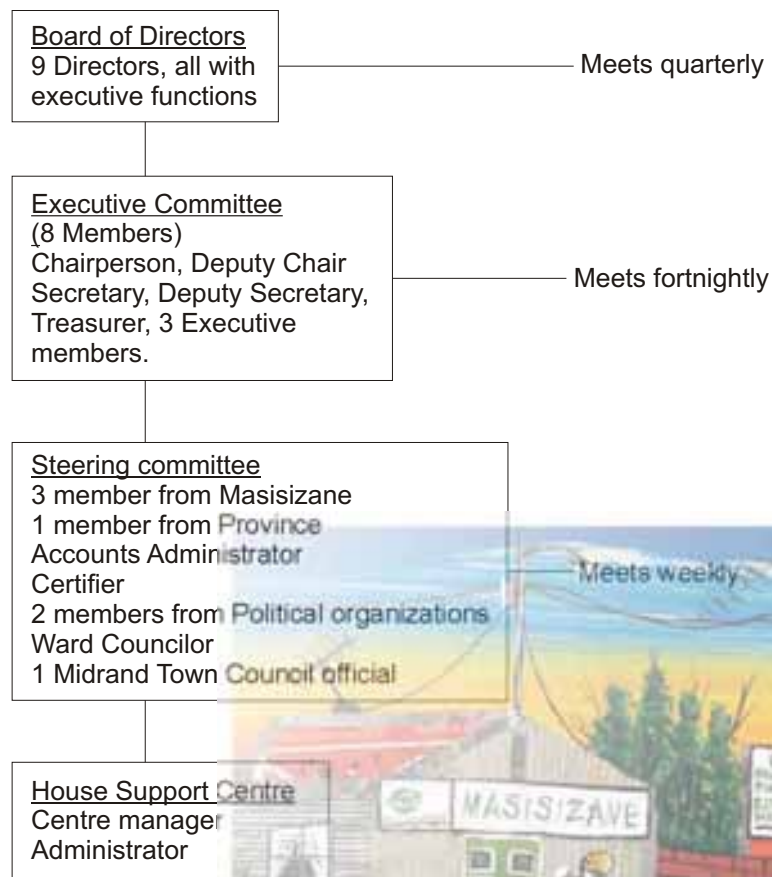 Board of Directors
9 Directors, all with
executive functions
Meets quarterly
Executive Committee
(8 Members)
Chairperson, Deputy Chair
Secretary, Deputy Secretary,
Treasurer, 3 Executive
members.
Meets fortnightly
Steering committee
3 member from Masisizane
1 member from Province
Accounts Administrator
Certifier
2 members from Political organizations
Ward Councilor
1 Midrand Town Council official
Meets weekly
House Support Centre
Centre manager
Administrator
MASISIZAVE